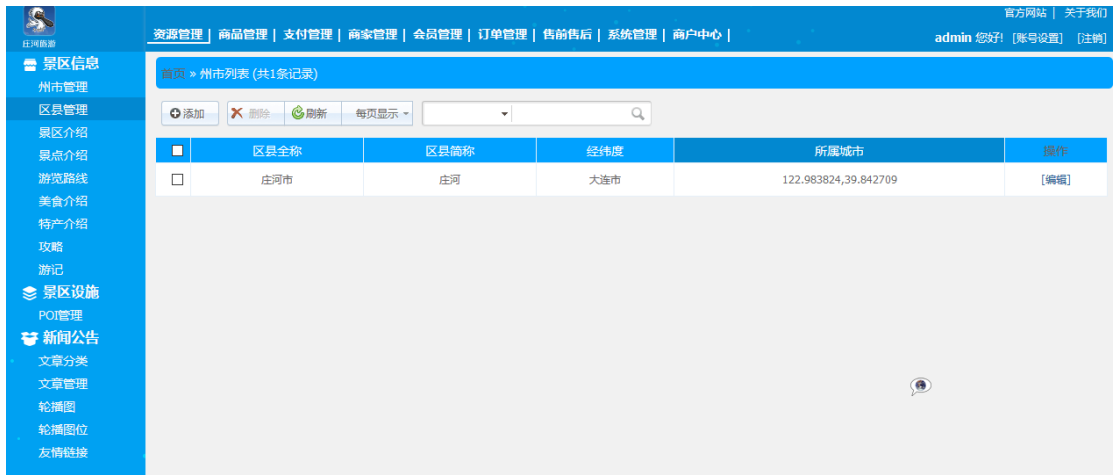 官方网站 | 关于我们
庄河旅游
资源管理 | 商品管理 | 支付管理 | 商家管理 | 会员管理 | 订单管理 | 售前售后 | 系统管理 | 商户中心 |
admin 您好! [账号设置] [注销]
景区信息
州市管理
区县管理
景区介绍
景点介绍
游览路线
美食介绍
特产介绍
攻略
游记
景区设施
POI管理
新闻公告
文章分类
文章管理
轮播图
轮播图位
友情链接
首页 » 州市列表 (共1条记录)
添加 删除 刷新 每页显示
区县全称 区县简称 经纬度 所属城市 操作
庄河市 庄河 大连市 122.983824,39.842709 [编辑]